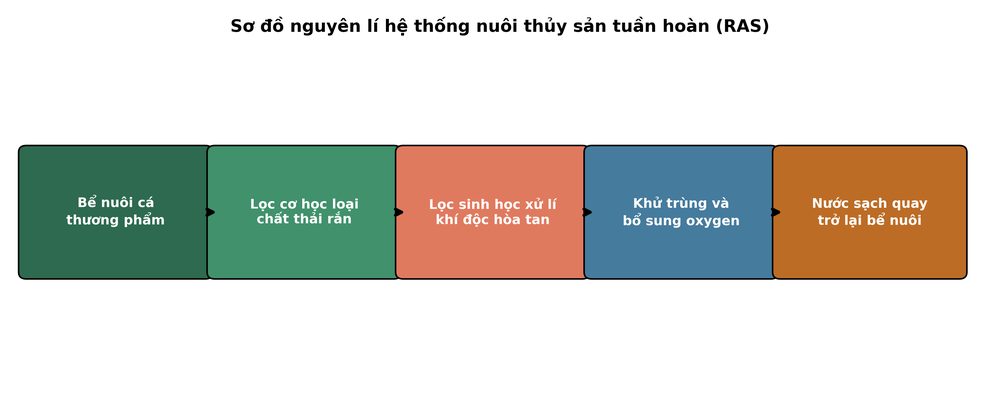 Sơ đồ nguyên lí hệ thống nuôi thủy sản tuần hoàn (RAS)
Bể nuôi cá
thương phẩm
Lọc cơ học loại
chất thải rắn
Lọc sinh học xử lí
khí độc hòa tan
Khử trùng và
bổ sung oxygen
Nước sạch quay
trở lại bể nuôi